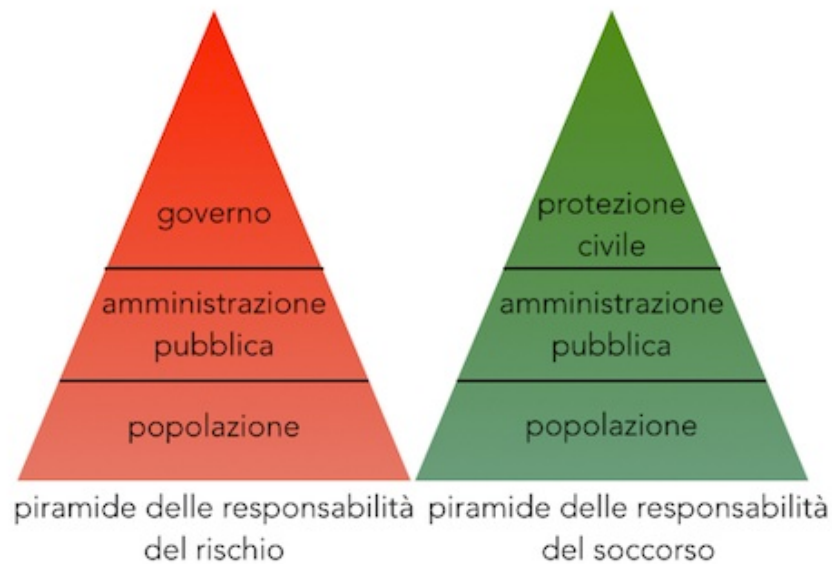 governo
amministrazione
pubblica
popolazione
piramide delle responsabilità
del rischio
protezione
civile
amministrazione
pubblica
popolazione
piramide delle responsabilità
del soccorso